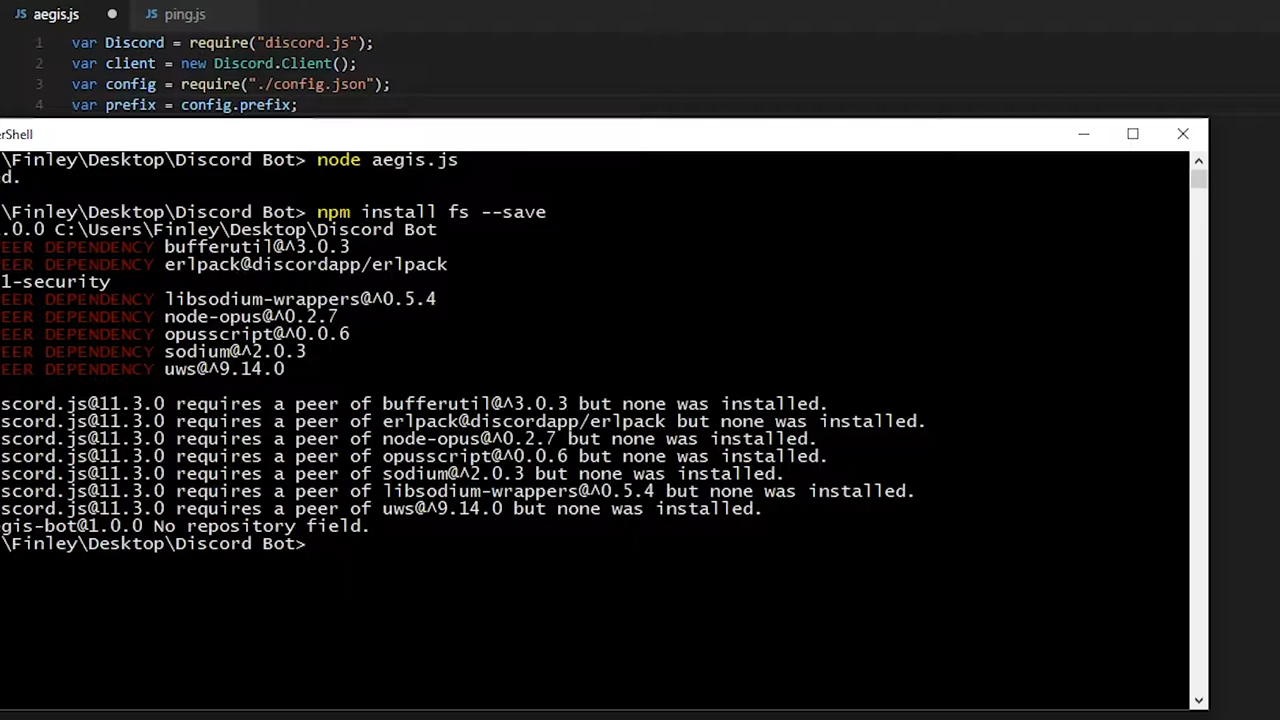 JS aegis.js JS ping.js
1 var Discord = require("discord.js");
2 var client = new Discord.Client();
3 var config = require("./config.json");
4 var prefix = config.prefix;
erShell
\Finley\Desktop\Discord Bot> node aegis.js
d.
\Finley\Desktop\Discord Bot> npm install fs --save
.0.0 C:\Users\Finley\Desktop\Discord Bot
EER DEPENDENCY bufferutil@^3.0.3
EER DEPENDENCY erlpack@discordapp/erlpack
1-security
EER DEPENDENCY libsodium-wrappers@^0.5.4
EER DEPENDENCY node-opus@^0.2.7
EER DEPENDENCY opusscript@^0.0.6
EER DEPENDENCY sodium@^2.0.3
EER DEPENDENCY uws@^9.14.0
scord.js@11.3.0 requires a peer of bufferutil@^3.0.3 but none was installed.
scord.js@11.3.0 requires a peer of erlpack@discordapp/erlpack but none was installed.
scord.js@11.3.0 requires a peer of node-opus@^0.2.7 but none was installed.
scord.js@11.3.0 requires a peer of opusscript@^0.0.6 but none was installed.
scord.js@11.3.0 requires a peer of sodium@^2.0.3 but none was installed.
scord.js@11.3.0 requires a peer of libsodium-wrappers@^0.5.4 but none was installed.
scord.js@11.3.0 requires a peer of uws@^9.14.0 but none was installed.
gis-bot@1.0.0 No repository field.
\Finley\Desktop\Discord Bot>